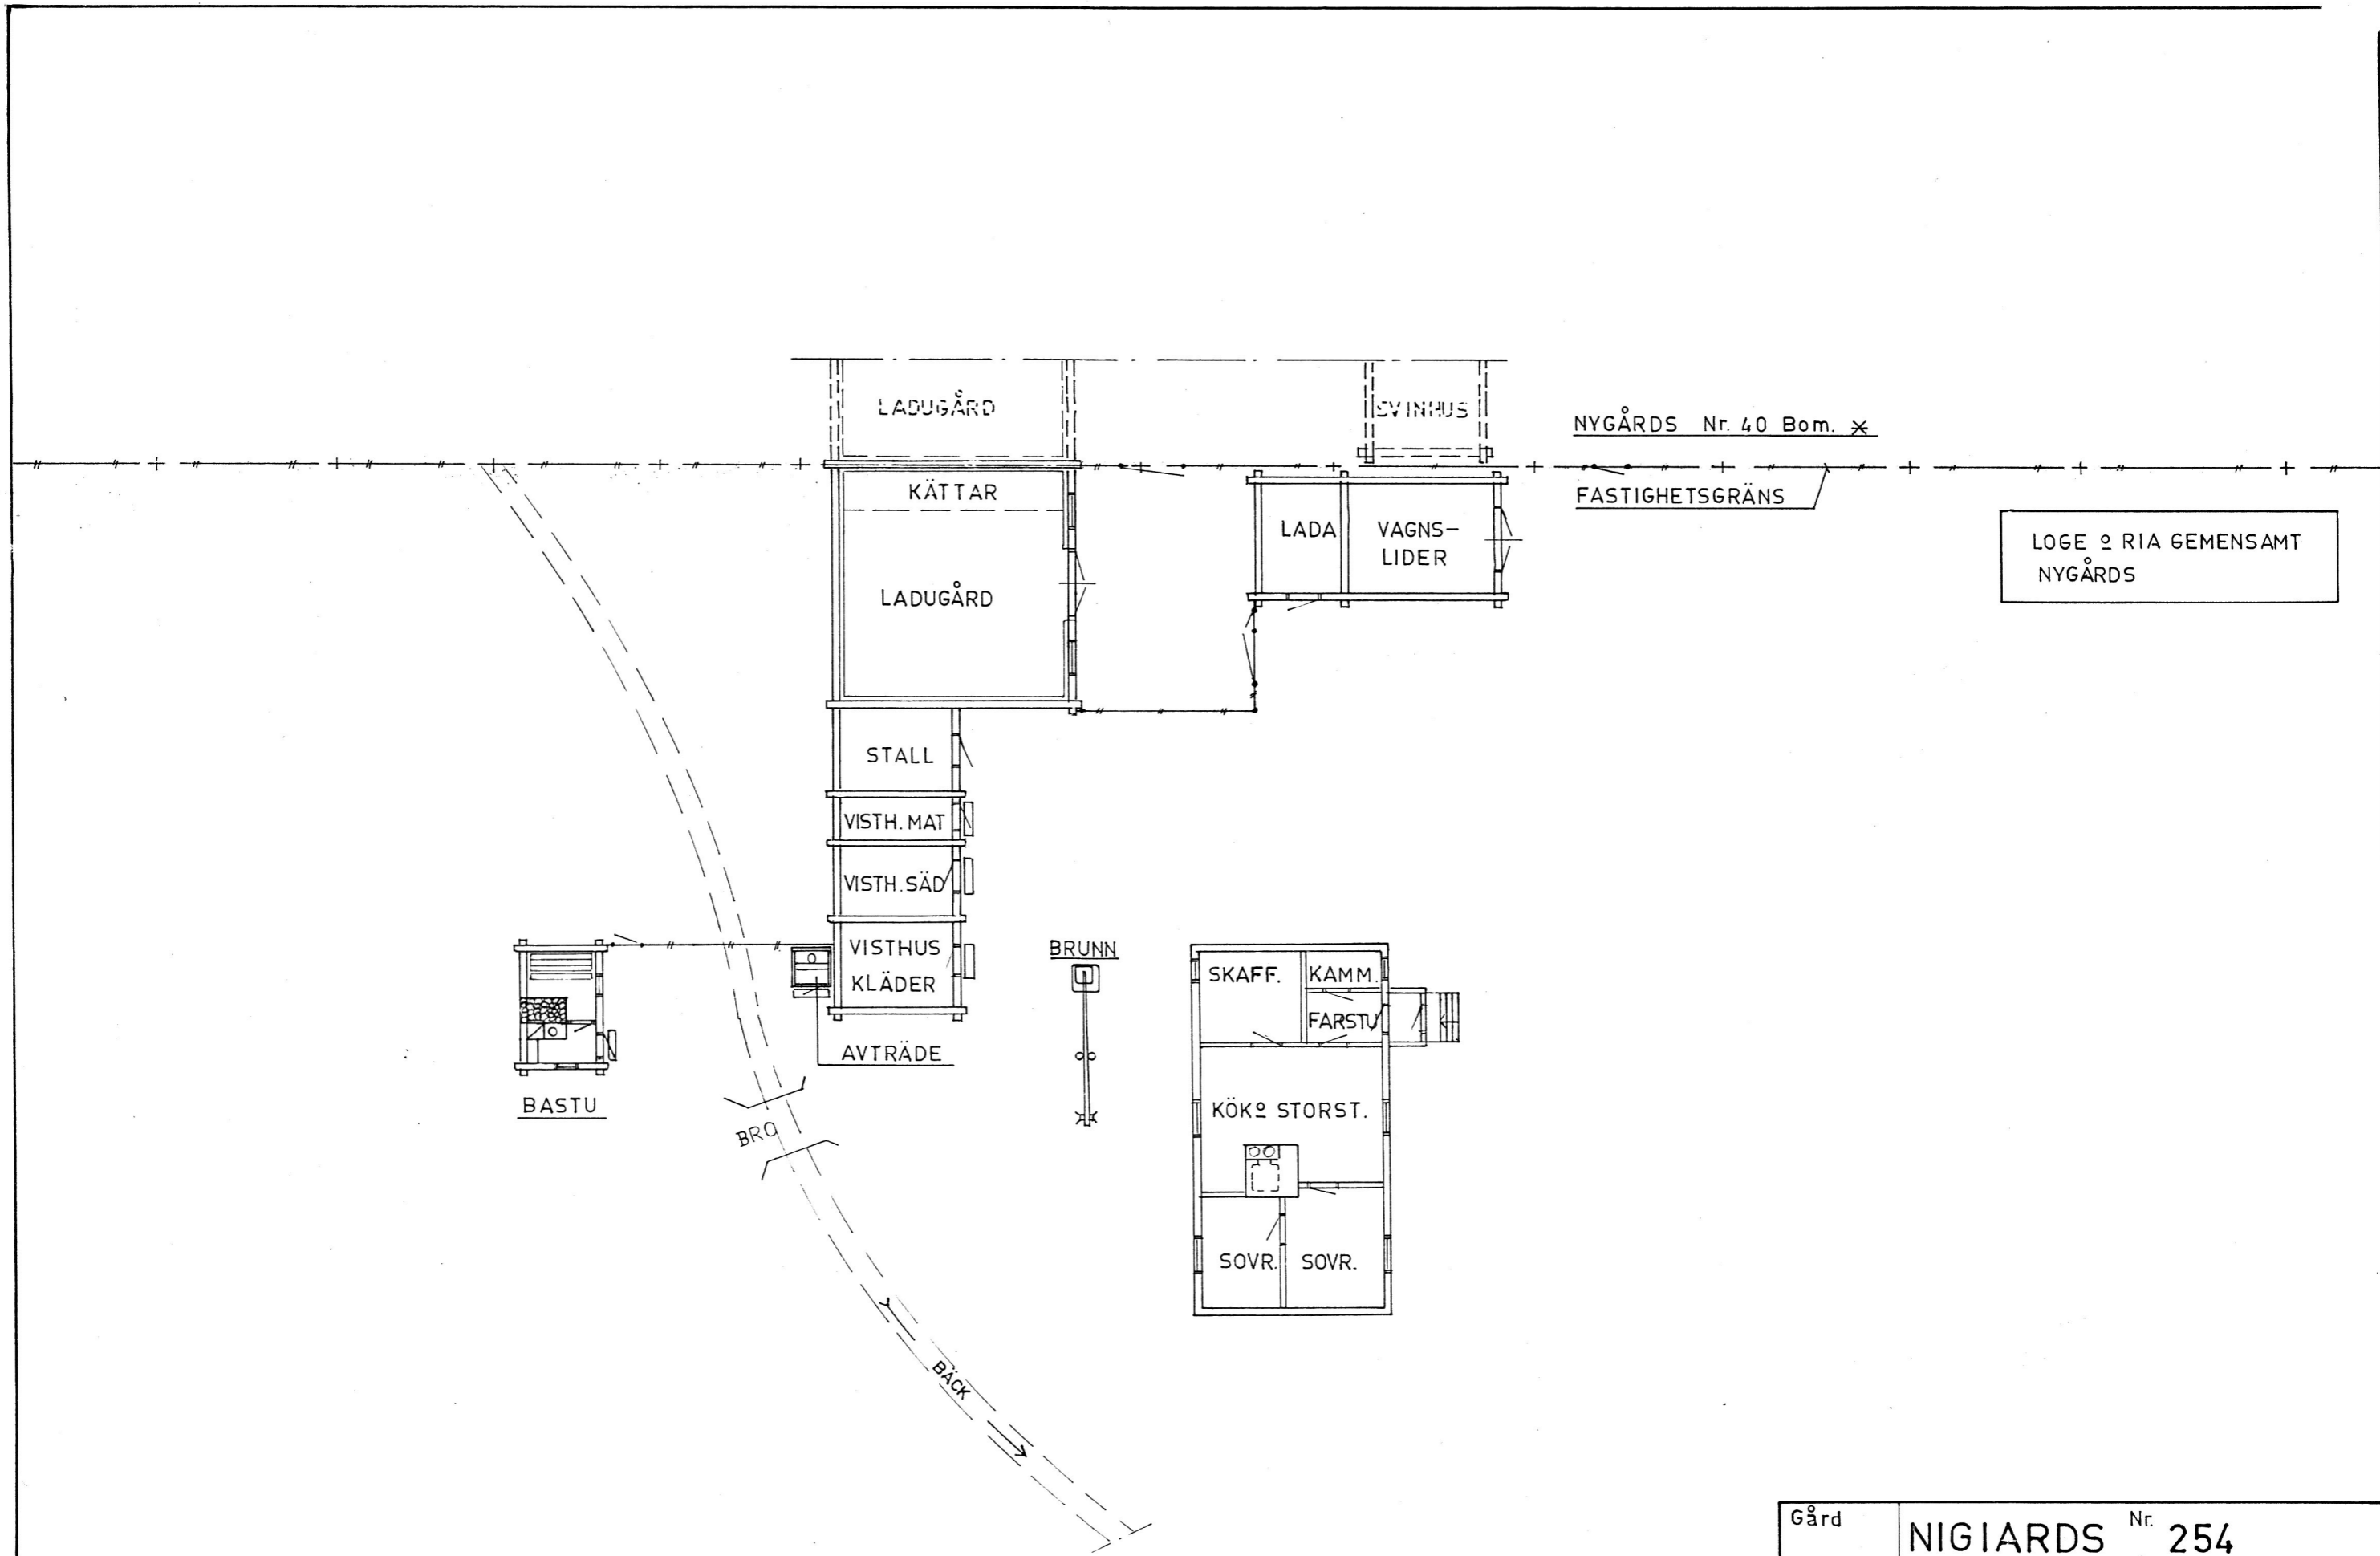 LADUGÅRD
SVINHUS
NYGÅRDS Nr. 40 Bom. *
KÄTTAR
FASTIGHETSGRÄNS
LADA
VAGNS-
LIDER
LOGE o RIA GEMENSAMT
NYGÅRDS
LADUGÅRD
STALL
VISTH. MAT
VISTH. SÄD
VISTHUS
KLÄDER
BRUNN
SKAFF.
KAMM.
FARSTU
AVTRÄDE
BASTU
BRO
KÖK o STORST.
SOVR.
SOVR.
BÄCK
Gård
NIGIARDS Nr. 254